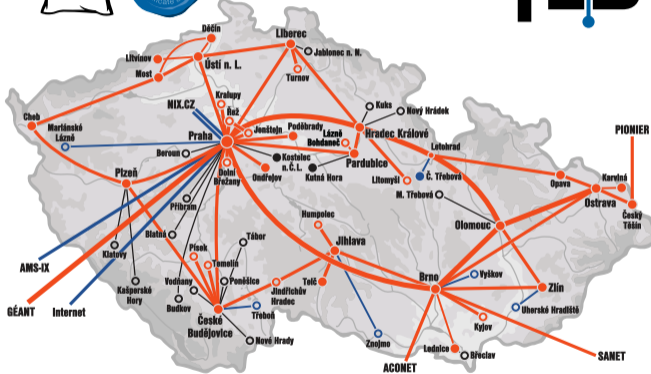 Děčín
Liberec
Jablonec n. N.
Litvínov
Ústí n. L.
Most
Turnov
Kralupy
Kuks
Nový Hrádek
NIX.CZ
Řež
Cheb
Mariánské
Lázně
Praha
Jenštejn
Poděbrady
Lázně
Bohdaneč
Hradec Králové
PIONIER
Beroun
Kostelec
n. Č. L.
Pardubice
Letohrad
Dolní
Břežany
Ondřejov
Kutná Hora
Litomyšl
Č. Třebová
Opava
Karviná
Plzeň
M. Třebová
Ostrava
Příbram
Český
Těšín
Humpolec
Olomouc
Blatná
Klatovy
Písek
Tábor
Jihlava
AMS-IX
Temelín
Brno
Vyškov
Kašperské
Hory
Vodňany
Poněšice
Jindřichův
Hradec
Telč
Zlín
GÉANT
Internet
Budkov
Třeboň
Uherské Hradiště
České
Budějovice
Kyjov
Nové Hrady
Znojmo
Lednice
Břeclav
SANET
ACONET